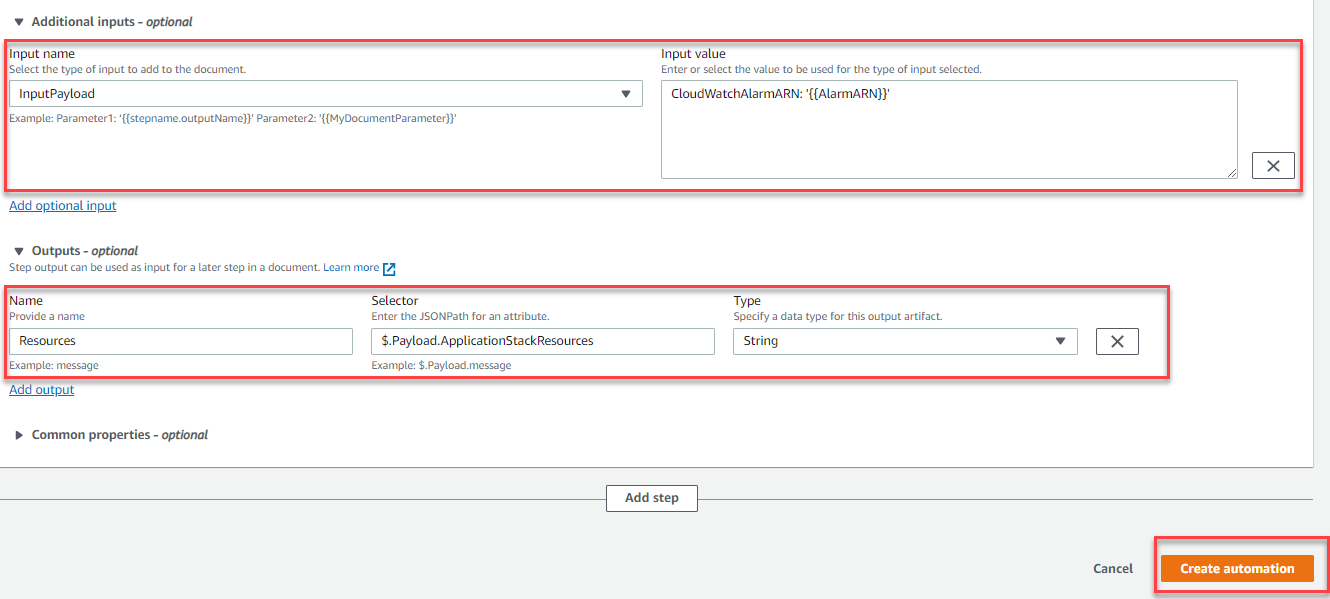 Additional inputs - optional
Input name
Select the type of input to add to the document.
InputPayload
Example: Parameter1: '{{stepname.outputName}}' Parameter2: '{{MyDocumentParameter}}'
Input value
Enter or select the value to be used for the type of input selected.
CloudWatchAlarmARN: '{{AlarmARN}}'
Add optional input
Outputs - optional
Step output can be used as input for a later step in a document. Learn more
Name
Provide a name
Resources
Example: message
Selector
Enter the JSONPath for an attribute.
$.Payload.ApplicationStackResources
Example: $.Payload.message
Type
Specify a data type for this output artifact.
String
Add output
Common properties - optional
Add step
Cancel
Create automation